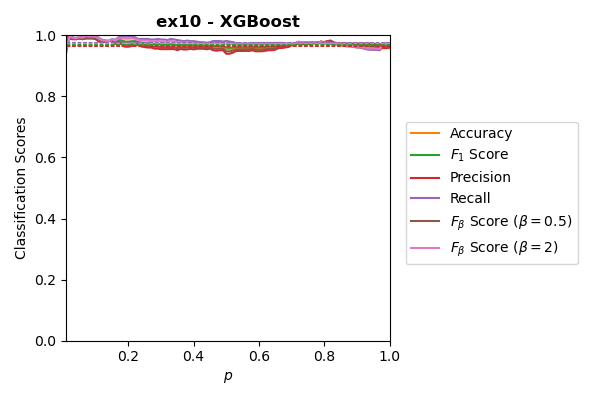 ex10 - XGBoost
Classification Scores
1.0
0.8
0.6
0.4
0.2
0.0
0.2 0.4 0.6 0.8 1.0
p
Accuracy
F₁ Score
Precision
Recall
Fᵦ Score (β = 0.5)
Fᵦ Score (β = 2)